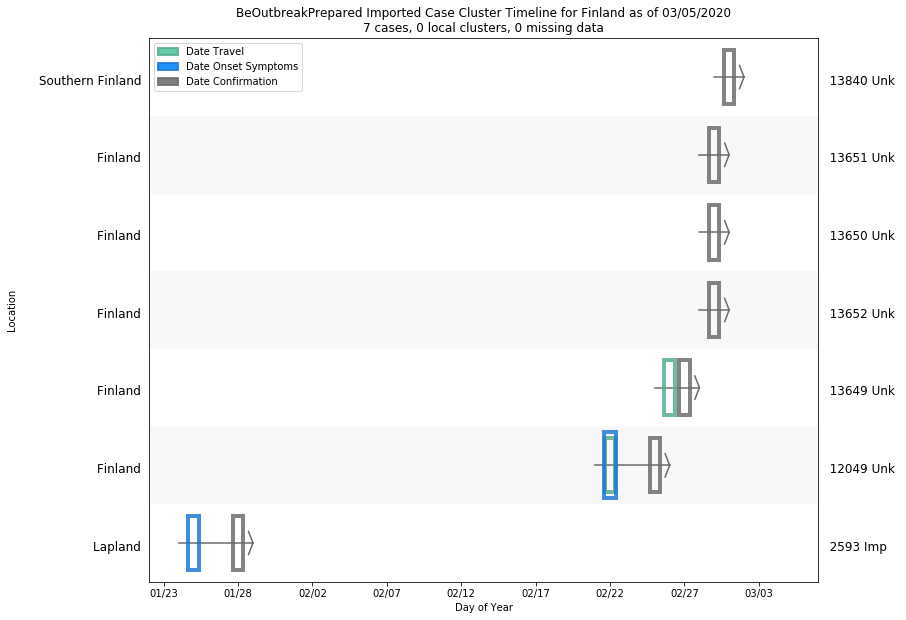 BeOutbreakPrepared Imported Case Cluster Timeline for Finland as of 03/05/2020
7 cases, 0 local clusters, 0 missing data
Date Travel
Date Onset Symptoms
Date Confirmation
Southern Finland 13840 Unk
Finland 13651 Unk
Finland 13650 Unk
Finland 13652 Unk
Finland 13649 Unk
Finland 12049 Unk
Lapland 2593 Imp
Location
01/23 01/28 02/02 02/07 02/12 02/17 02/22 02/27 03/03
Day of Year